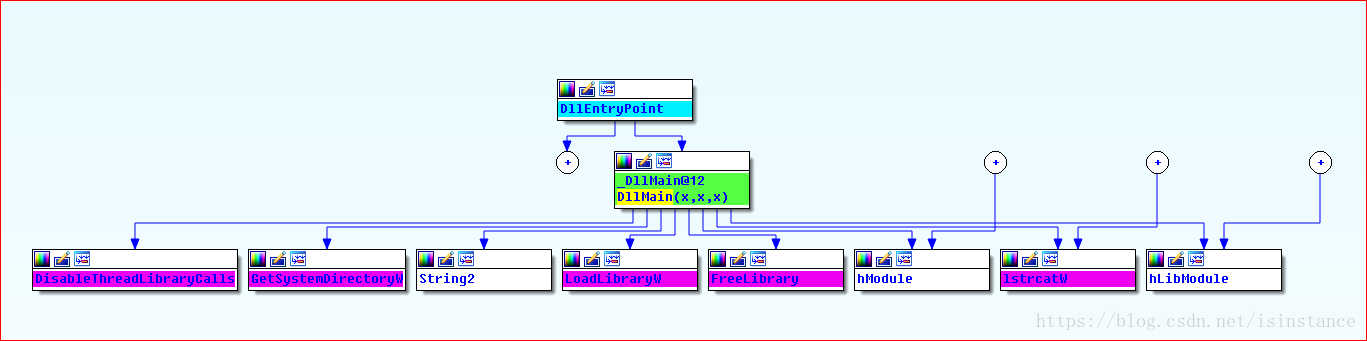 DllEntryPoint
+
_DllMain@12
DllMain(x,x,x)
+
+
+
DisableThreadLibraryCalls
GetSystemDirectoryW
String2
LoadLibraryW
FreeLibrary
hModule
lstrcatW
hLibModule
https://blog.csdn.net/isinstance